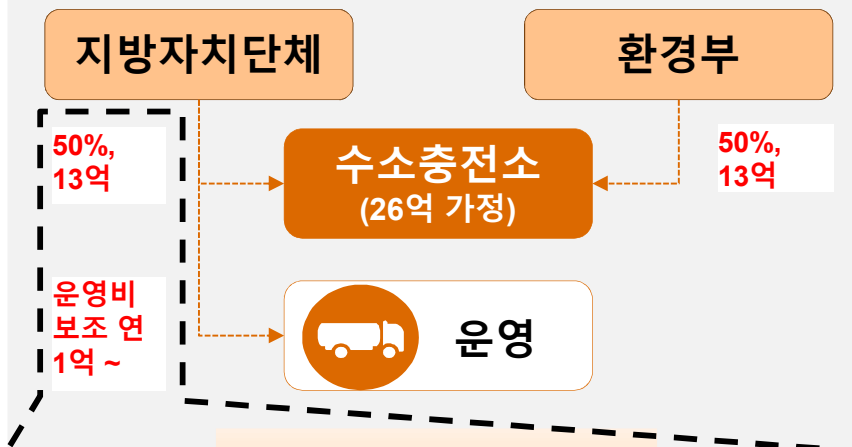 지방자치단체
환경부
50%,
13억
수소충전소
(26억 가정)
50%,
13억
운영비
보조 연
1억 ~
운영